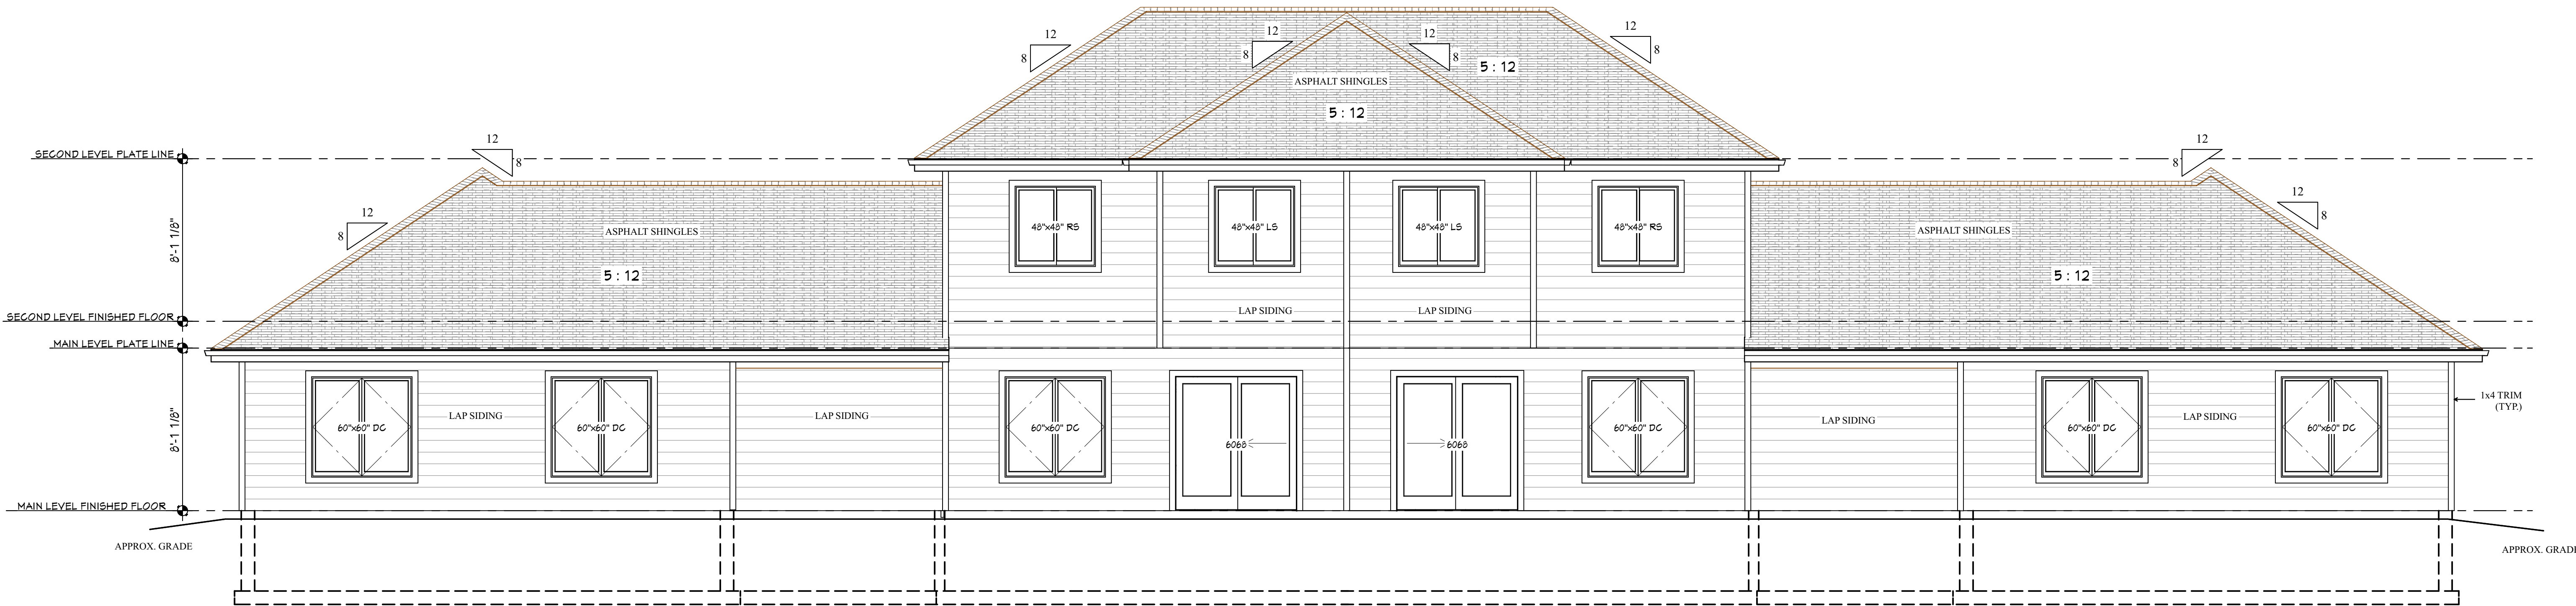 12
8
12
8
12
8
12
8
5 : 12
ASPHALT SHINGLES
5 : 12
SECOND LEVEL PLATE LINE
12
8
12
8
12
8
12
8
ASPHALT SHINGLES
ASPHALT SHINGLES
5 : 12
5 : 12
8'-1 1/8"
48"x48" RS
48"x48" LS
48"x48" LS
48"x48" RS
LAP SIDING
LAP SIDING
SECOND LEVEL FINISHED FLOOR
MAIN LEVEL PLATE LINE
8'-1 1/8"
60"x60" DC
LAP SIDING
60"x60" DC
LAP SIDING
60"x60" DC
6068
6068
60"x60" DC
LAP SIDING
60"x60" DC
LAP SIDING
60"x60" DC
1x4 TRIM
(TYP.)
MAIN LEVEL FINISHED FLOOR
APPROX. GRADE
APPROX. GRADE